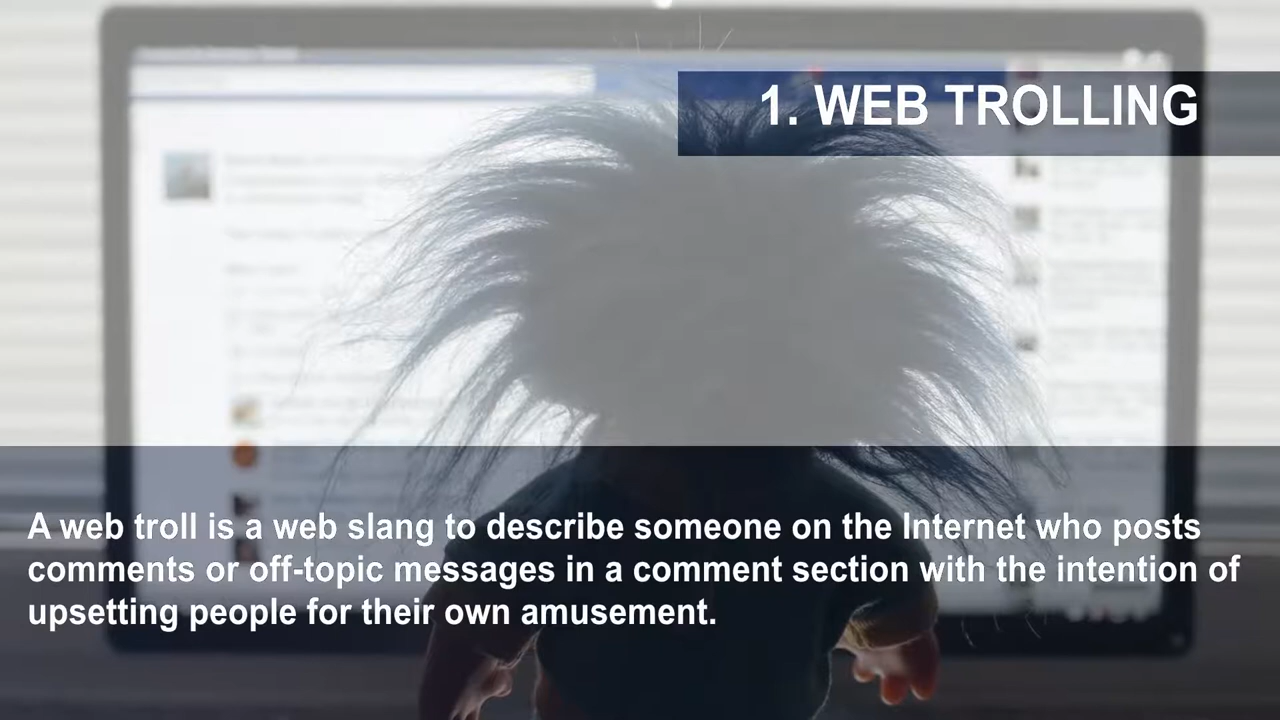 1. WEB TROLLING
A web troll is a web slang to describe someone on the Internet who posts
comments or off-topic messages in a comment section with the intention of
upsetting people for their own amusement.